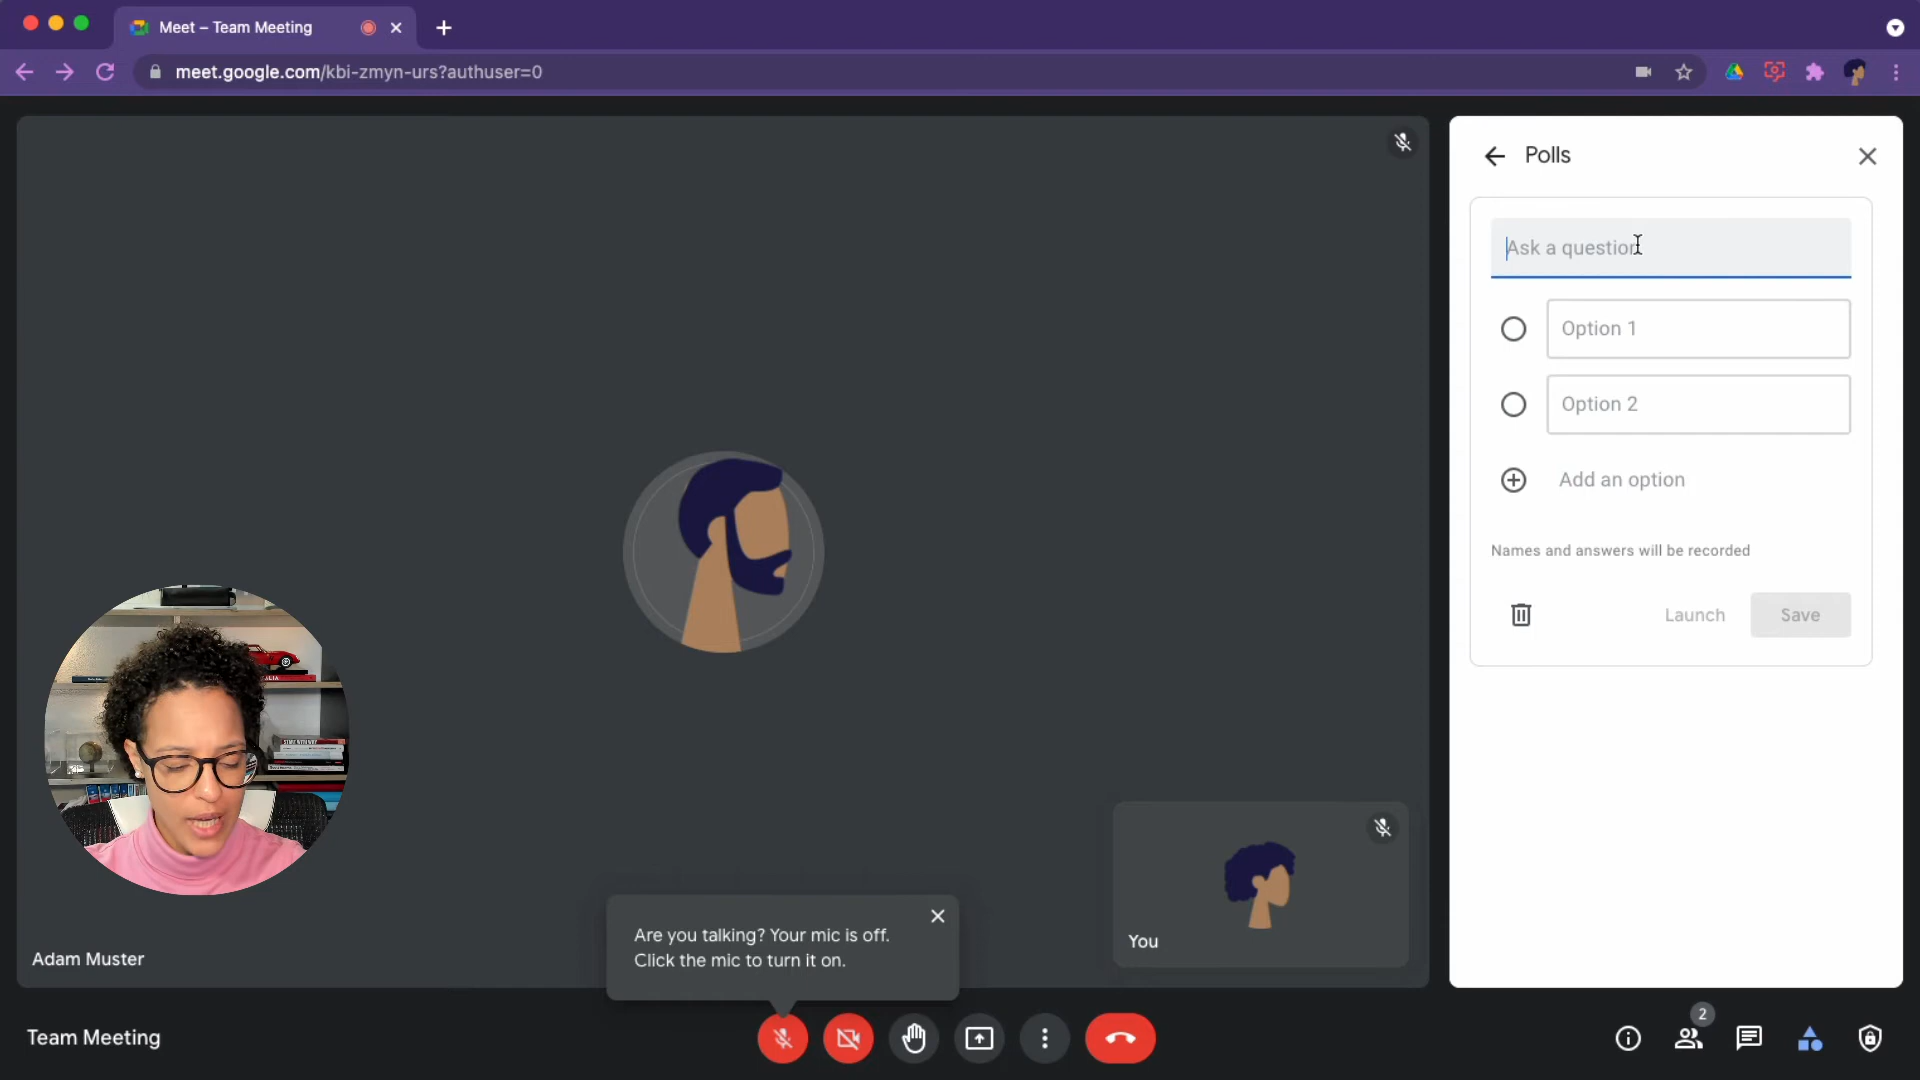 Meet – Team Meeting
meet.google.com/kbi-zmyn-urs?authuser=0
Polls
Ask a question
Option 1
Option 2
Add an option
Names and answers will be recorded
Launch
Save
Are you talking? Your mic is off.
Click the mic to turn it on.
You
Adam Muster
Team Meeting
2